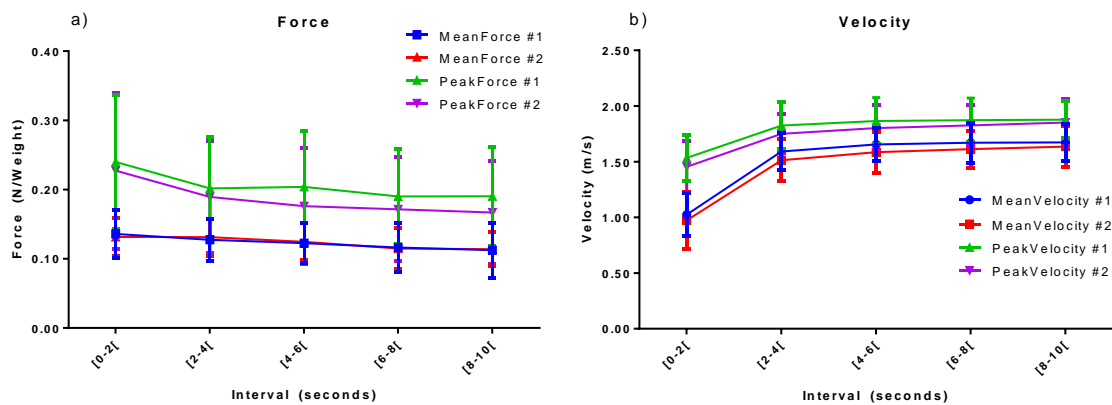 a)
Force
MeanForce #1
MeanForce #2
PeakForce #1
PeakForce #2
Force (N/Weight)
0.40
0.30
0.20
0.10
0.00
[0-2[
[2-4[
[4-6[
[6-8[
[8-10[
Interval (seconds)
b)
Velocity
Velocity (m/s)
2.50
2.00
1.50
1.00
0.50
0.00
MeanVelocity #1
MeanVelocity #2
PeakVelocity #1
PeakVelocity #2
[0-2[
[2-4[
[4-6[
[6-8[
[8-10[
Interval (seconds)